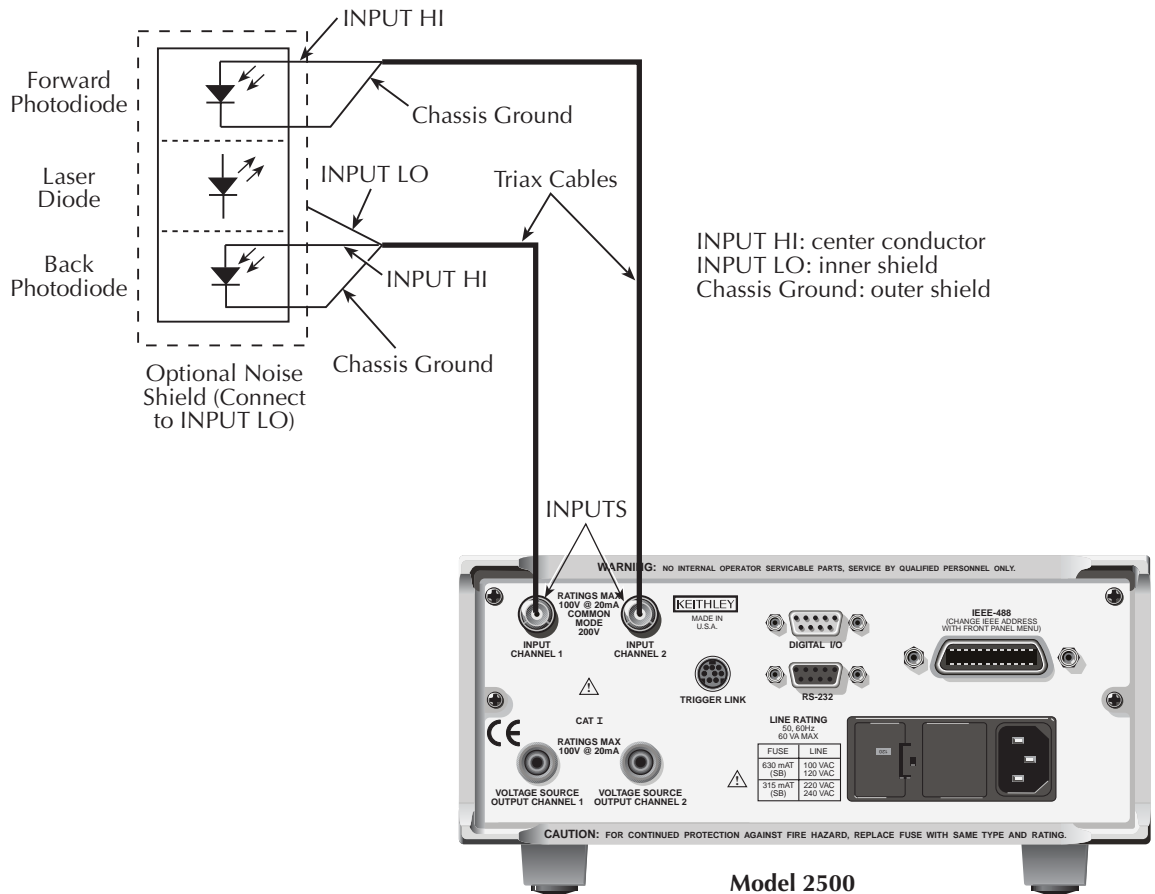 INPUT HI
Forward
Photodiode
Chassis Ground
Laser
Diode
INPUT LO
Triax Cables
Back
Photodiode
INPUT HI
Chassis Ground
INPUT HI: center conductor
INPUT LO: inner shield
Chassis Ground: outer shield
Optional Noise
Shield (Connect
to INPUT LO)
INPUTS
WARNING: NO INTERNAL OPERATOR SERVICABLE PARTS, SERVICE BY QUALIFIED PERSONNEL ONLY.
RATINGS MAX
100V @ 20mA
COMMON
MODE
200V
INPUT
CHANNEL 1
INPUT
CHANNEL 2
KEITHLEY
MADE IN
U.S.A.
DIGITAL I/O
IEEE-488
(CHANGE IEEE ADDRESS
WITH FRONT PANEL MENU)
TRIGGER LINK
RS-232
CE
CAT I
RATINGS MAX
100V @ 20mA
VOLTAGE SOURCE
OUTPUT CHANNEL 1
VOLTAGE SOURCE
OUTPUT CHANNEL 2
LINE RATING
50, 60Hz
60 VA MAX
FUSE LINE
630 mAT (SB) 100 VAC 120 VAC
315 mAT (SB) 220 VAC 240 VAC
CAUTION: FOR CONTINUED PROTECTION AGAINST FIRE HAZARD, REPLACE FUSE WITH SAME TYPE AND RATING.
Model 2500